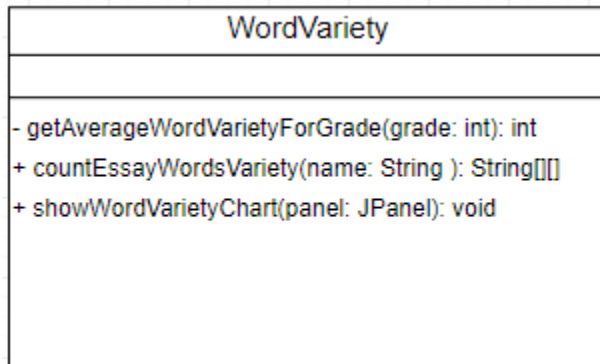 WordVariety
- getAverageWordVarietyForGrade(grade: int): int
+ countEssayWordsVariety(name: String ): String[][]
+ showWordVarietyChart(panel: JPanel): void